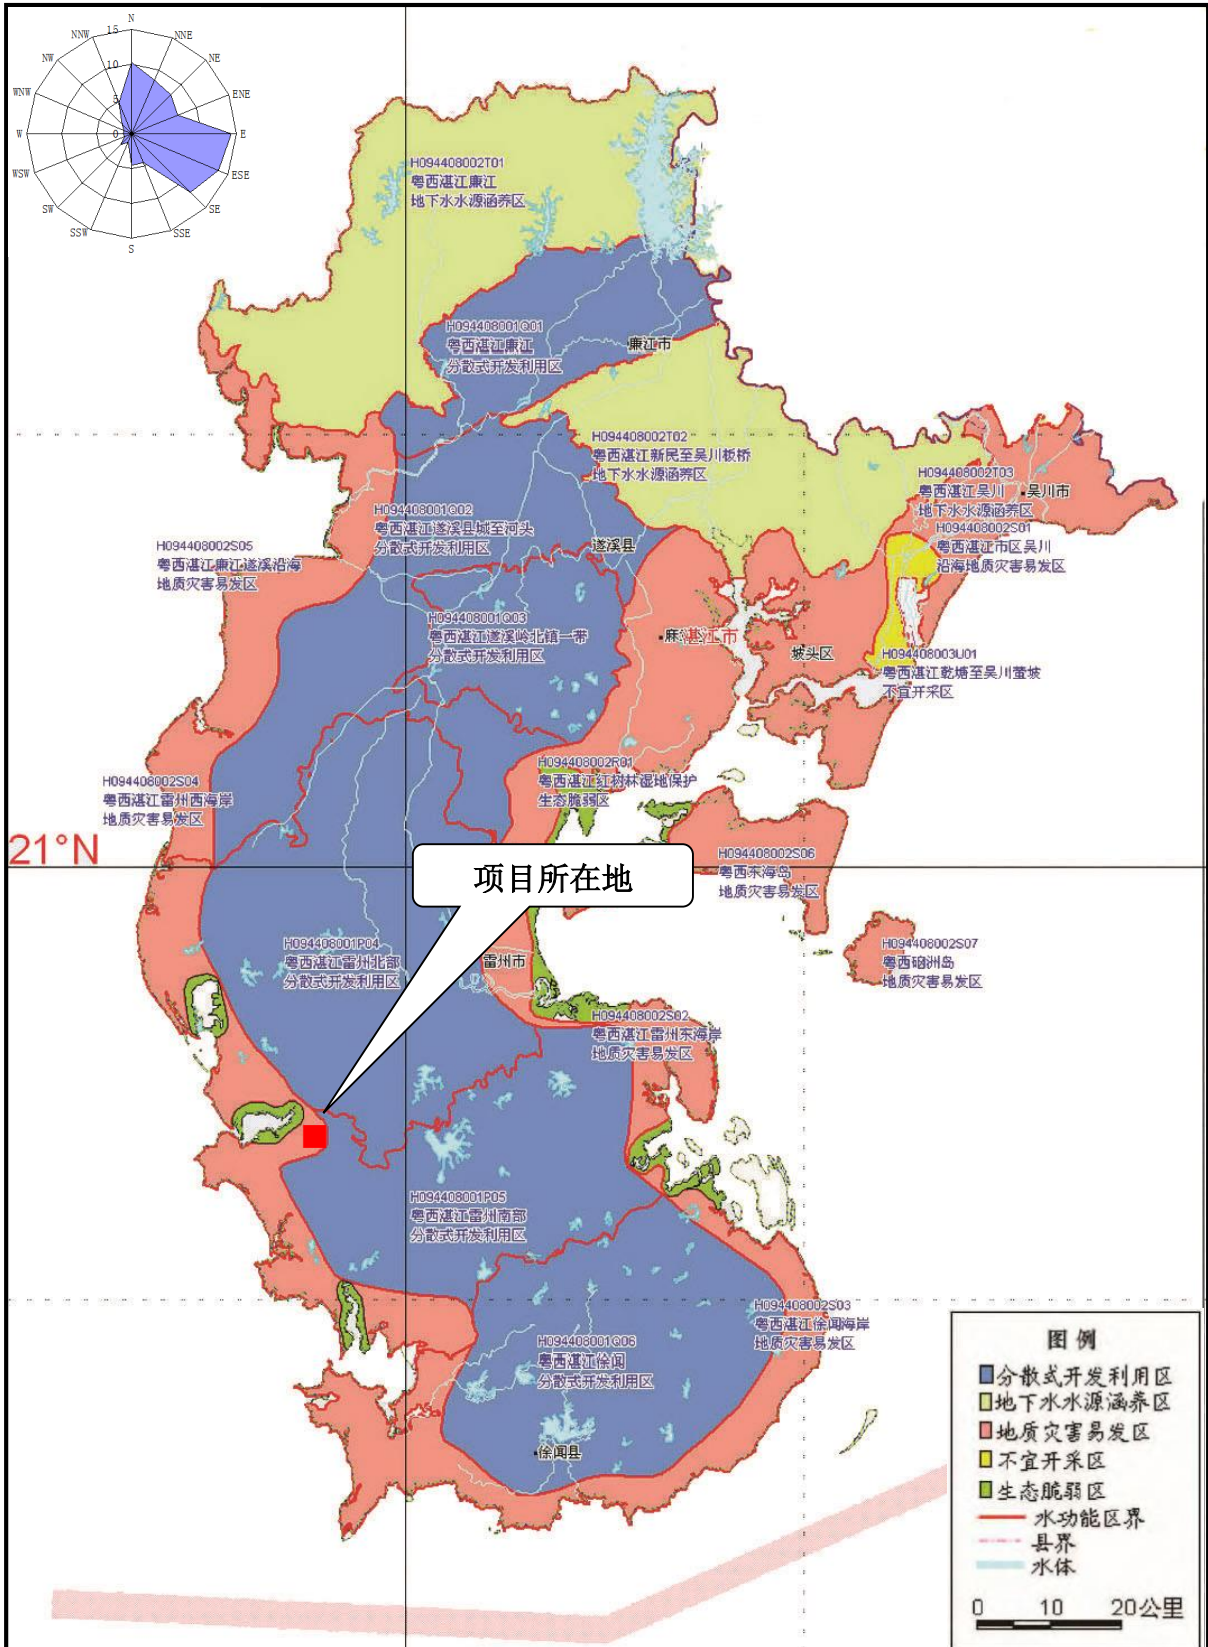 N
NNE
NE
ENE
E
ESE
SE
SSE
S
SSW
SW
WSW
W
WNW
NW
NNW
15
10
5
0
H094408002T01
粤西湛江廉江
地下水水源涵养区
H094408001Q01
粤西湛江廉江
分散式开发利用区
廉江市
H094408002T02
粤西湛江新民至吴川板桥
地下水水源涵养区
H094408002T03
粤西湛江吴川
地下水水源涵养区
吴川市
H094408002S01
粤西湛江市区吴川
沿海地质灾害易发区
H094408001Q02
粤西湛江遂溪县城至河头
分散式开发利用区
遂溪县
H094408002S05
粤西湛江廉江遂溪沿海
地质灾害易发区
H094408001Q03
粤西湛江遂溪岭北镇一带
分散式开发利用区
麻
湛江市
坡头区
H094408003U01
粤西湛江乾塘至吴川萱坡
不宜开采区
H094408002R01
粤西湛江红树林湿地保护
生态脆弱区
H094408002S04
粤西湛江雷州西海岸
地质灾害易发区
21°N
项目所在地
H094408002S06
粤西东海岛
地质灾害易发区
H094408001P04
粤西湛江雷州北部
分散式开发利用区
雷州市
H094408002S07
粤西硇洲岛
地质灾害易发区
H094408002S02
粤西湛江雷州东海岸
地质灾害易发区
H094408001P05
粤西湛江雷州南部
分散式开发利用区
H094408002S03
粤西湛江徐闻海岸
地质灾害易发区
H094408001Q06
粤西湛江徐闻
分散式开发利用区
徐闻县
图例
分散式开发利用区
地下水水源涵养区
地质灾害易发区
不宜开采区
生态脆弱区
水功能区界
县界
水体
0 10 20公里